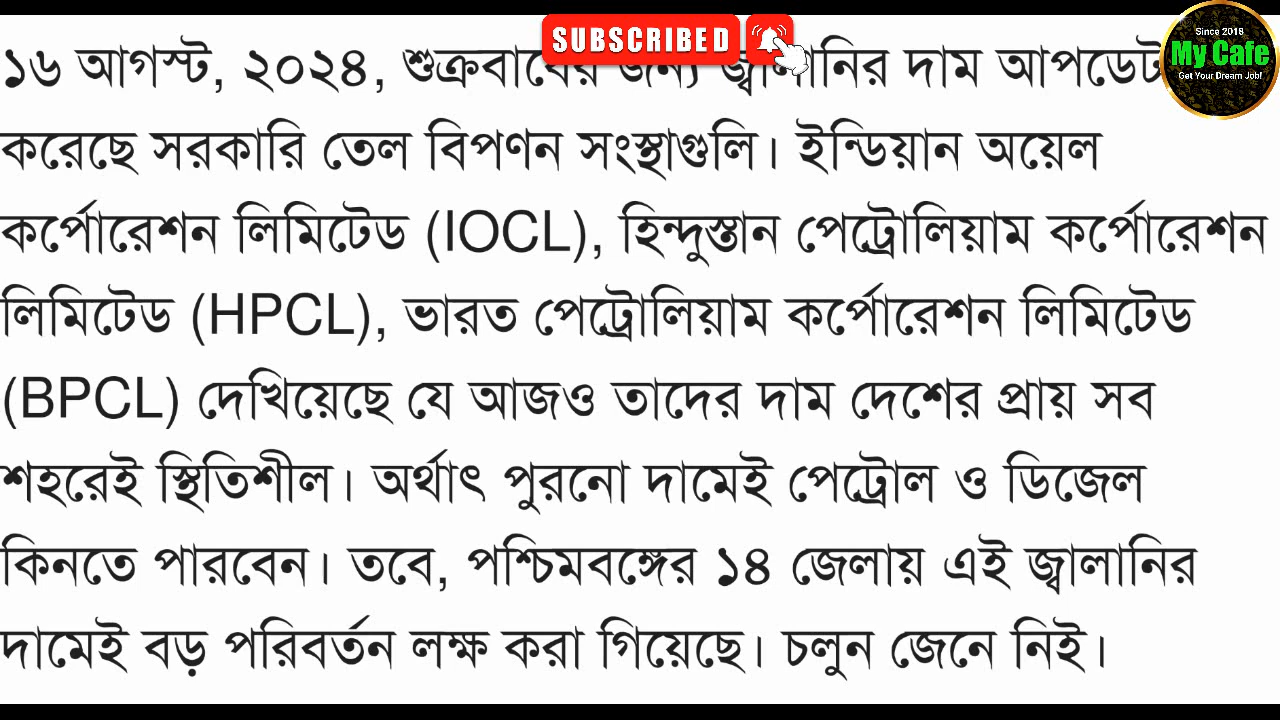 SUBSCRIBED
Since 2018
My Cafe
Get Your Dream Job!
১৬ আগস্ট, ২০২৪, শুক্রবারের জন্য জ্বালানির দাম আপডেট
করেছে সরকারি তেল বিপণন সংস্থাগুলি। ইন্ডিয়ান অয়েল
কর্পোরেশন লিমিটেড (IOCL), হিন্দুস্তান পেট্রোলিয়াম কর্পোরেশন
লিমিটেড (HPCL), ভারত পেট্রোলিয়াম কর্পোরেশন লিমিটেড
(BPCL) দেখিয়েছে যে আজও তাদের দাম দেশের প্রায় সব
শহরেই স্থিতিশীল। অর্থাৎ পুরনো দামেই পেট্রোল ও ডিজেল
কিনতে পারবেন। তবে, পশ্চিমবঙ্গের ১৪ জেলায় এই জ্বালানির
দামেই বড় পরিবর্তন লক্ষ করা গিয়েছে। চলুন জেনে নিই।